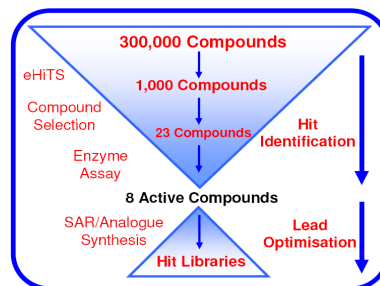 300,000 Compounds
eHiTS
1,000 Compounds
Compound
Selection
23 Compounds
Hit
Identification
Enzyme
Assay
8 Active Compounds
SAR/Analogue
Synthesis
Lead
Optimisation
Hit Libraries